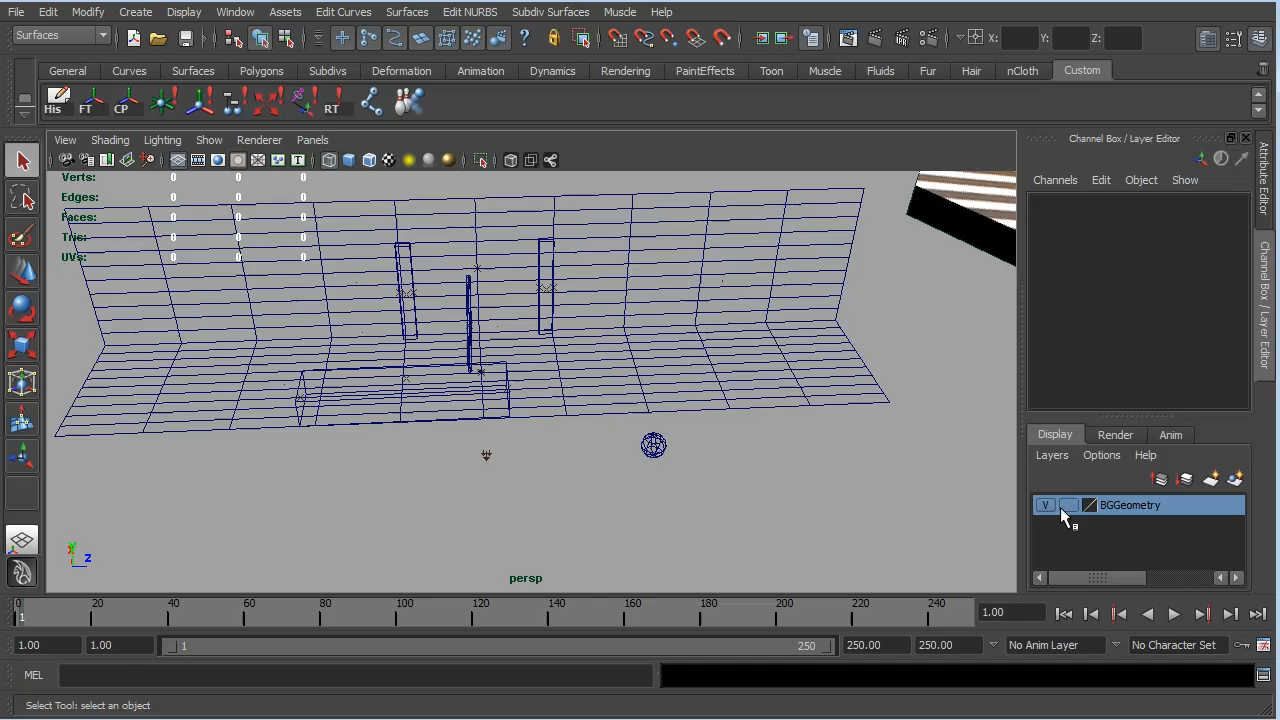 File Edit Modify Create Display Window Assets Edit Curves Surfaces Edit NURBS Subdiv Surfaces Muscle Help
Surfaces X: Y: Z:
General Curves Surfaces Polygons Subdivs Deformation Animation Dynamics Rendering PaintEffects Toon Muscle Fluids Fur Hair nCloth Custom
His FT CP RT
View Shading Lighting Show Renderer Panels
Channel Box / Layer Editor
Channels Edit Object Show
Verts: 0 0 0
Edges: 0 0 0
Faces: 0 0 0
Tris: 0 0 0
UVs: 0 0 0
Attribute Editor
Channel Box / Layer Editor
Display Render Anim
Layers Options Help
V BGGeometry
Y Z
persp
0 20 40 60 80 100 120 140 160 180 200 220 240 1.00
1
1.00 1.00 1 250 250.00 250.00 No Anim Layer No Character Set
MEL
Select Tool: select an object